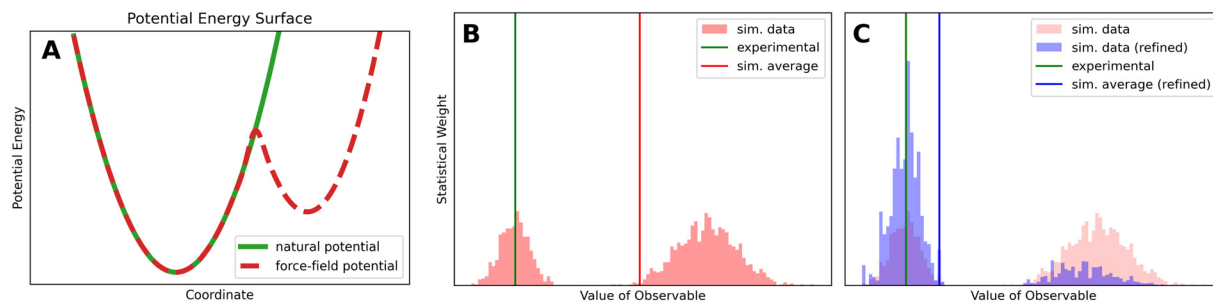 Potential Energy Surface
A
Potential Energy
natural potential
force-field potential
Coordinate
B
sim. data
experimental
sim. average
Statistical Weight
Value of Observable
C
sim. data
sim. data (refined)
experimental
sim. average (refined)
Value of Observable